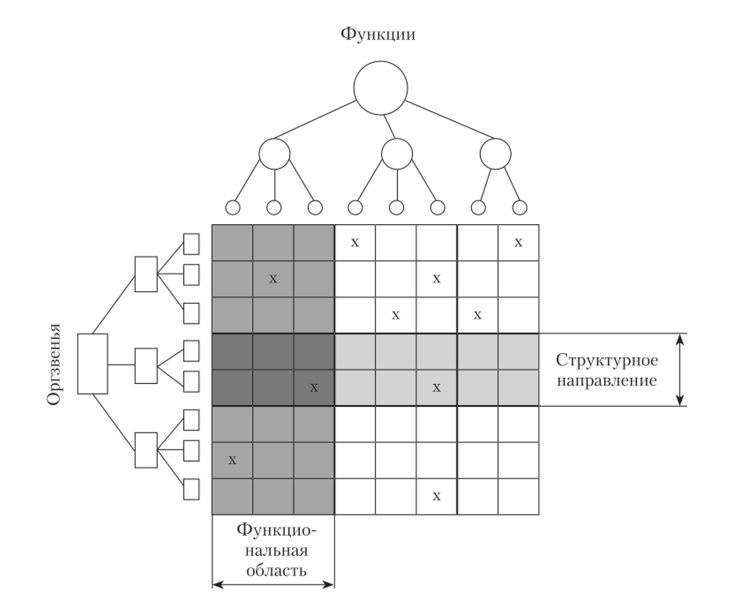 Функции
x x
x x
x x
Оргзвенья
Структурное
направление
x x
x
x
Функцио-
нальная
область